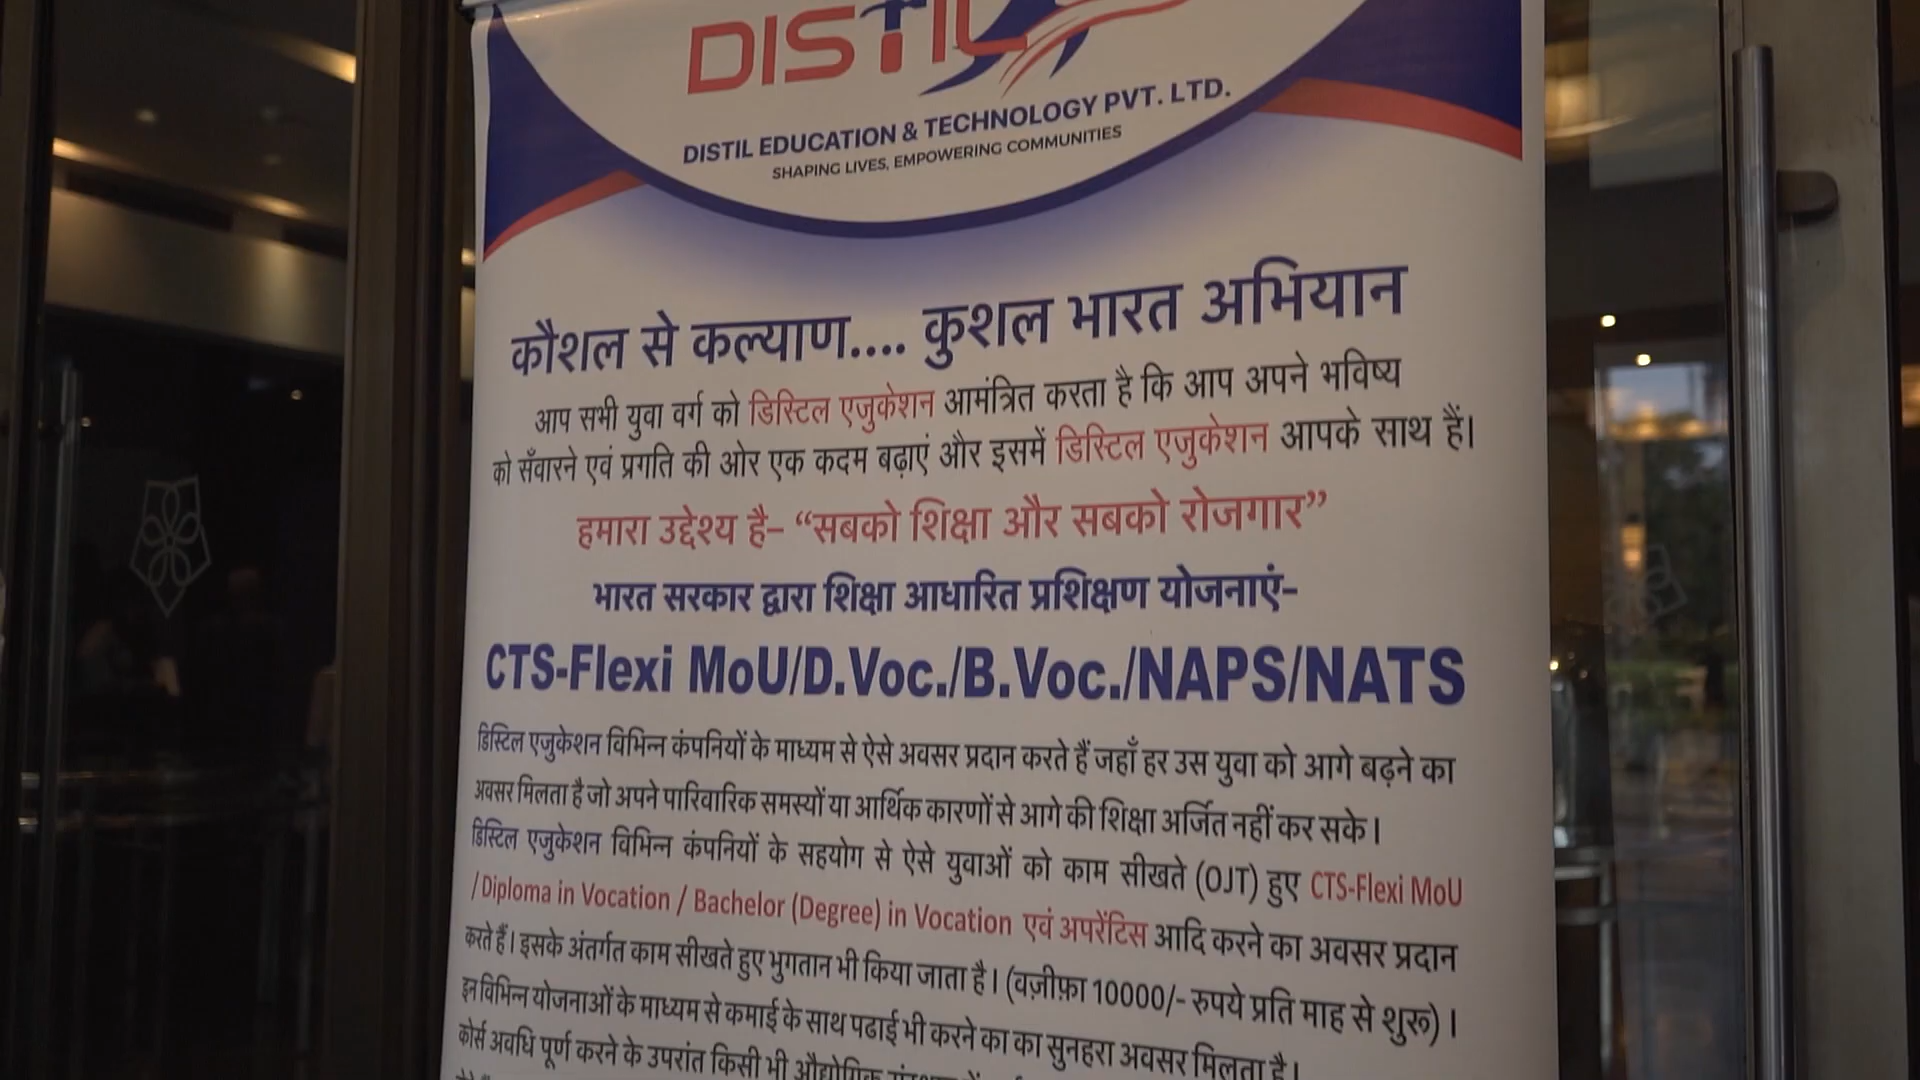 DISTIL
DISTIL EDUCATION & TECHNOLOGY PVT. LTD.
SHAPING LIVES, EMPOWERING COMMUNITIES
कौशल से कल्याण.... कुशल भारत अभियान
आप सभी युवा वर्ग को डिस्टिल एजुकेशन आमंत्रित करता है कि आप अपने भविष्य
को सँवारने एवं प्रगति की ओर एक कदम बढ़ाएं और इसमें डिस्टिल एजुकेशन आपके साथ हैं।
हमारा उद्देश्य है– “सबको शिक्षा और सबको रोजगार”
भारत सरकार द्वारा शिक्षा आधारित प्रशिक्षण योजनाएं–
CTS-Flexi MoU/D.Voc./B.Voc./NAPS/NATS
डिस्टिल एजुकेशन विभिन्न कंपनियों के माध्यम से ऐसे अवसर प्रदान करते हैं जहाँ हर उस युवा को आगे बढ़ने का
अवसर मिलता है जो अपने पारिवारिक समस्यों या आर्थिक कारणों से आगे की शिक्षा अर्जित नहीं कर सके।
डिस्टिल एजुकेशन विभिन्न कंपनियों के सहयोग से ऐसे युवाओं को काम सीखते (OJT) हुए CTS-Flexi MoU
/ Diploma in Vocation / Bachelor (Degree) in Vocation एवं अपरेंटिस आदि करने का अवसर प्रदान
करते हैं। इसके अंतर्गत काम सीखते हुए भुगतान भी किया जाता है। (वज़ीफ़ा 10000/- रुपये प्रति माह से शुरू)।
इन विभिन्न योजनाओं के माध्यम से कमाई के साथ पढाई भी करने का का सुनहरा अवसर मिलता है।
कोर्स अवधि पूर्ण करने के उपरांत किसी भी औद्योगिक